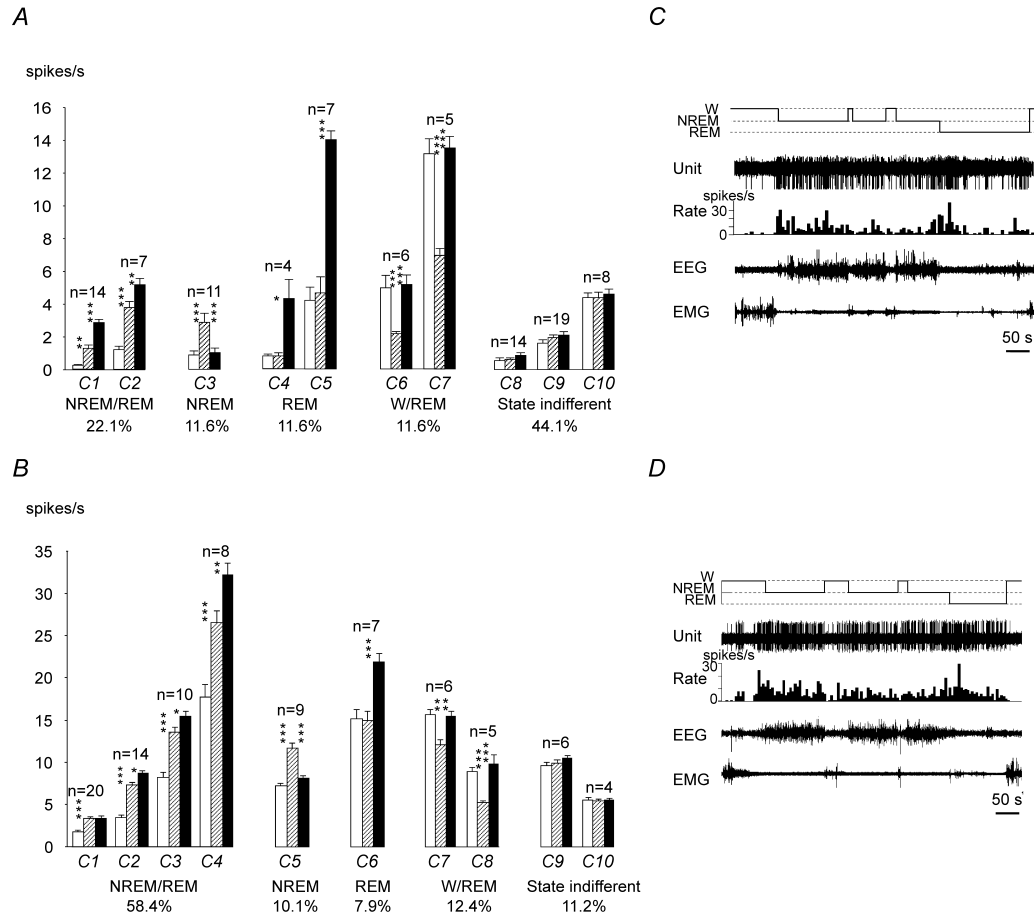 A
spikes/s
16
14
12
10
8
6
4
2
0
n=14
n=7
n=11
n=4
n=7
n=6
n=5
n=14
n=19
n=8
** *** *** ** *** *** * *** *** *** *** ***
C1 C2 C3 C4 C5 C6 C7 C8 C9 C10
NREM/REM NREM REM W/REM State indifferent
22.1% 11.6% 11.6% 11.6% 44.1%
C
W
NREM
REM
Unit
spikes/s
Rate 30
0
EEG
EMG
50 s
B
spikes/s
35
30
25
20
15
10
5
0
n=20
n=14
n=10
n=8
n=9
n=7
n=6
n=5
n=6
n=4
*** *** * *** * *** ** *** *** *** ** ** *** ***
C1 C2 C3 C4 C5 C6 C7 C8 C9 C10
NREM/REM NREM REM W/REM State indifferent
58.4% 10.1% 7.9% 12.4% 11.2%
D
W
NREM
REM
Unit
spikes/s
30
Rate
0
EEG
EMG
50 s